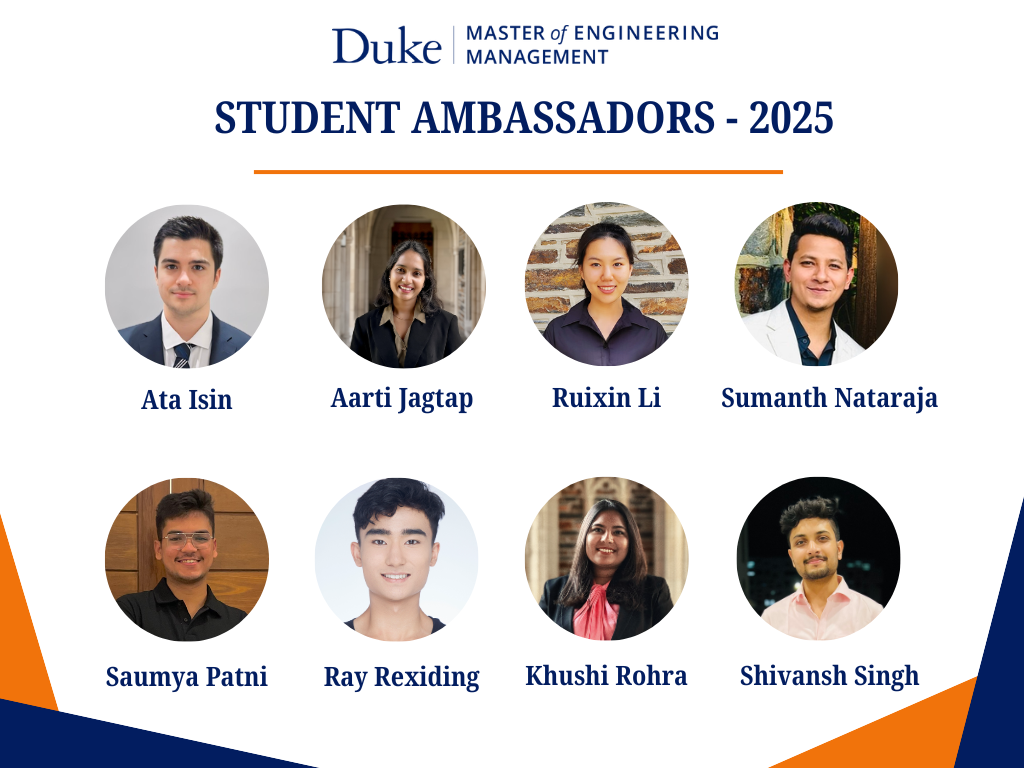 Duke
MASTER of ENGINEERING
MANAGEMENT
STUDENT AMBASSADORS - 2025
Ata Isin
Aarti Jagtap
Ruixin Li
Sumanth Nataraja
Saumya Patni
Ray Rexiding
Khushi Rohra
Shivansh Singh